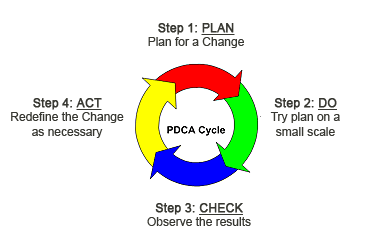 Step 1: PLAN
Plan for a Change
Step 4: ACT
Redefine the Change
as necessary
PDCA Cycle
Step 2: DO
Try plan on a
small scale
Step 3: CHECK
Observe the results